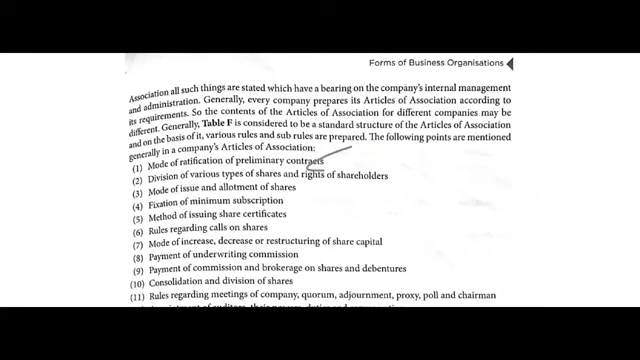 Forms of Business Organisations
Association all such things are stated which have a bearing on the company's internal management
and administration. Generally, every company prepares its Articles of Association according to
its requirements. So the contents of the Articles of Association for different companies may be
different. Generally, Table F is considered to be a standard structure of the Articles of Association
and on the basis of it, various rules and sub rules are prepared. The following points are mentioned
generally in a company's Articles of Association:
(1) Mode of ratification of preliminary contracts
(2) Division of various types of shares and rights of shareholders
(3) Mode of issue and allotment of shares
(4) Fixation of minimum subscription
(5) Method of issuing share certificates
(6) Rules regarding calls on shares
(7) Mode of increase, decrease or restructuring of share capital
(8) Payment of underwriting commission
(9) Payment of commission and brokerage on shares and debentures
(10) Consolidation and division of shares
(11) Rules regarding meetings of company, quorum, adjournment, proxy, poll and chairman